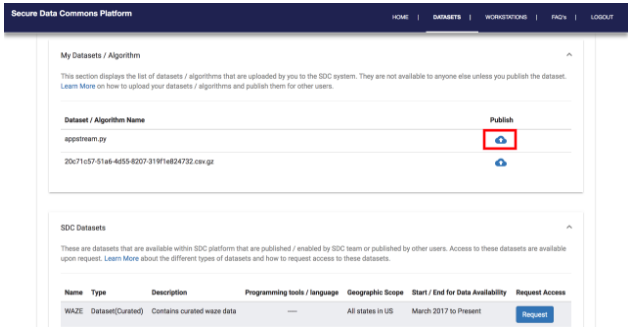 Secure Data Commons Platform
HOME | DATASETS | WORKSTATIONS | FAQ's | LOGOUT
My Datasets / Algorithm
This section displays the list of datasets / algorithms that are uploaded by you to the SDC system. They are not available to anyone else unless you publish the dataset.
Learn More on how to upload your datasets / algorithms and publish them for other users.
Dataset / Algorithm Name Publish
appstream.py
20c71c57-51a6-4d55-8207-319f1e824732.csv.gz
SDC Datasets
These are datasets that are available within SDC platform that are published / enabled by SDC team or published by other users. Access to these datasets are available
upon request. Learn More about the different types of datasets and how to request access to these datasets.
Name Type Description Programming tools / language Geographic Scope Start / End for Data Availability Request Access
WAZE Dataset(Curated) Contains curated waze data — All states in US March 2017 to Present Request